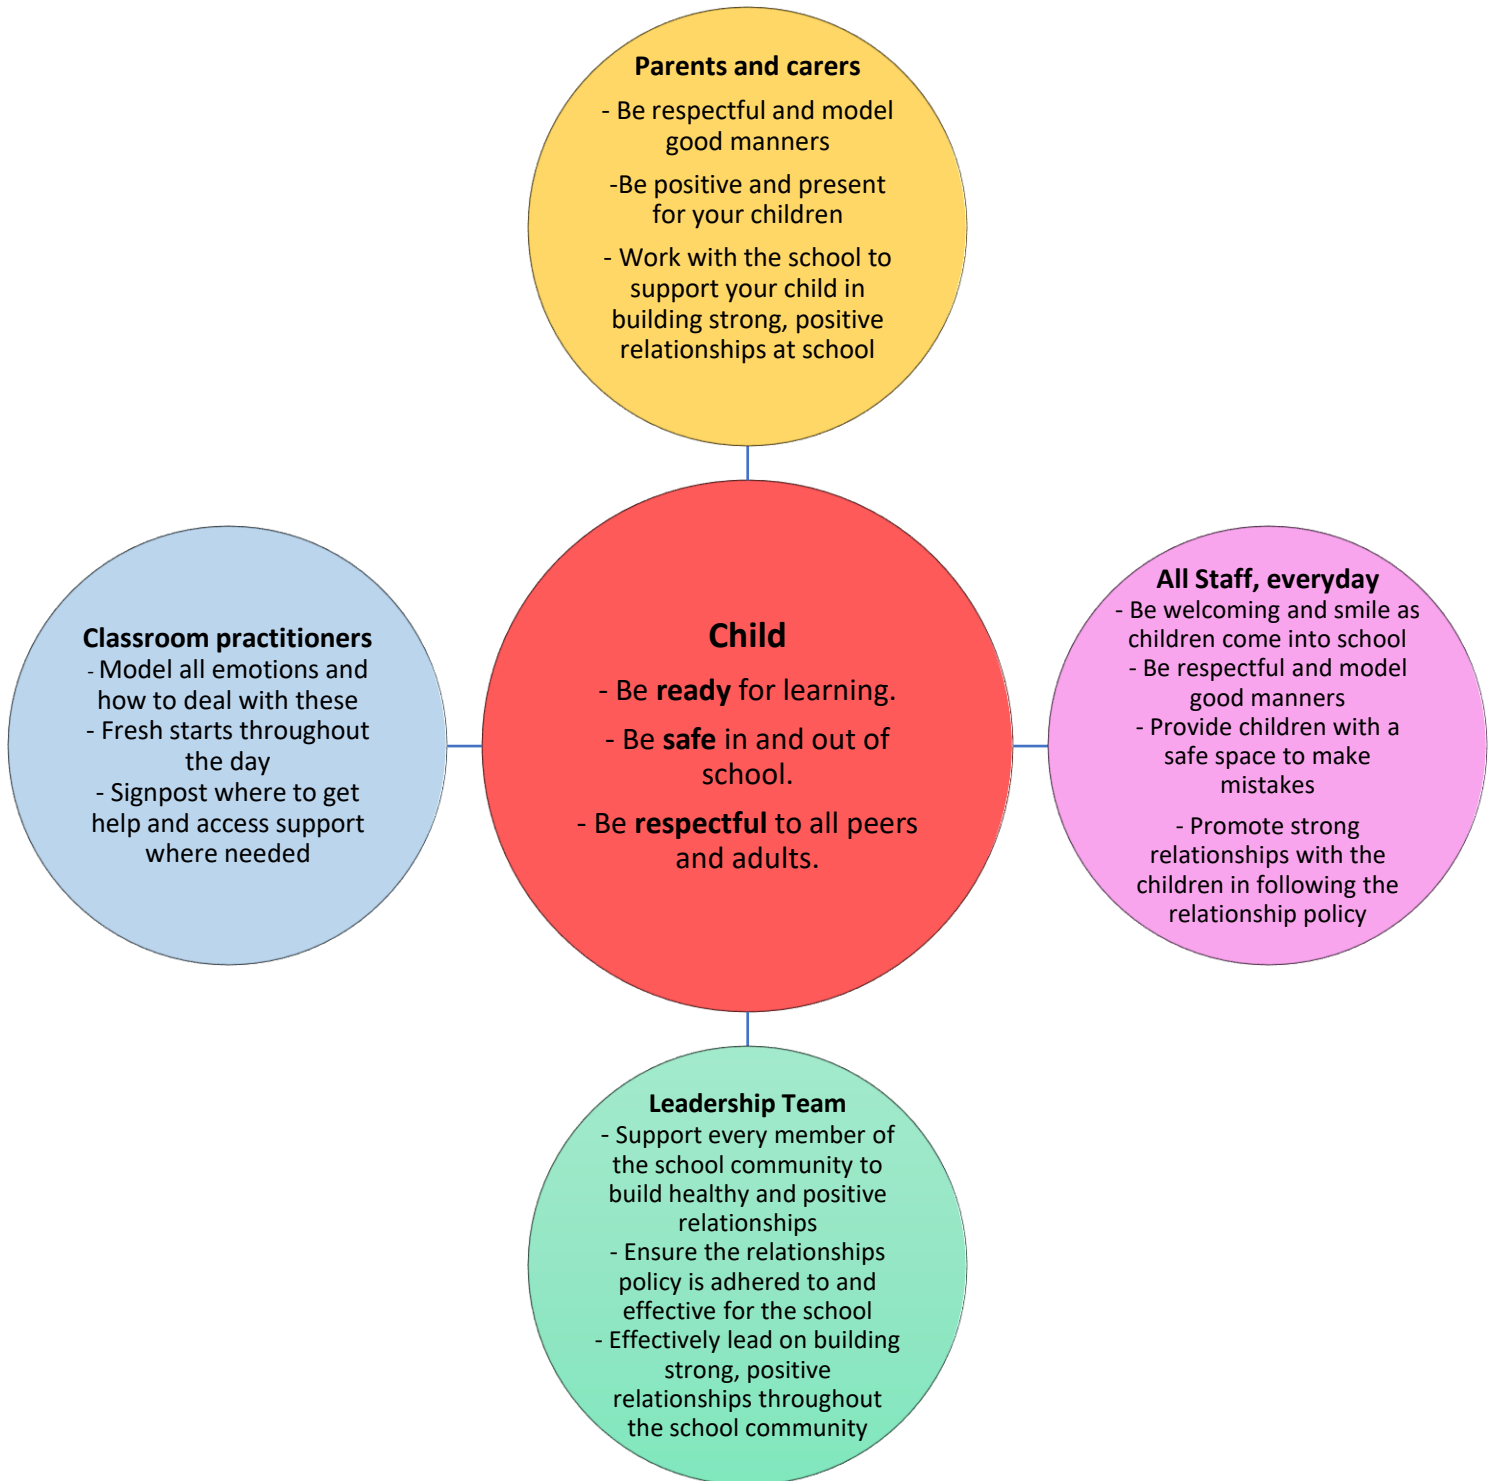 Parents and carers
- Be respectful and model
good manners
-Be positive and present
for your children
- Work with the school to
support your child in
building strong, positive
relationships at school
Classroom practitioners
- Model all emotions and
how to deal with these
- Fresh starts throughout
the day
- Signpost where to get
help and access support
where needed
Child
- Be ready for learning.
- Be safe in and out of
school.
- Be respectful to all peers
and adults.
All Staff, everyday
- Be welcoming and smile as
children come into school
- Be respectful and model
good manners
- Provide children with a
safe space to make
mistakes
- Promote strong
relationships with the
children in following the
relationship policy
Leadership Team
- Support every member of
the school community to
build healthy and positive
relationships
- Ensure the relationships
policy is adhered to and
effective for the school
- Effectively lead on building
strong, positive
relationships throughout
the school community